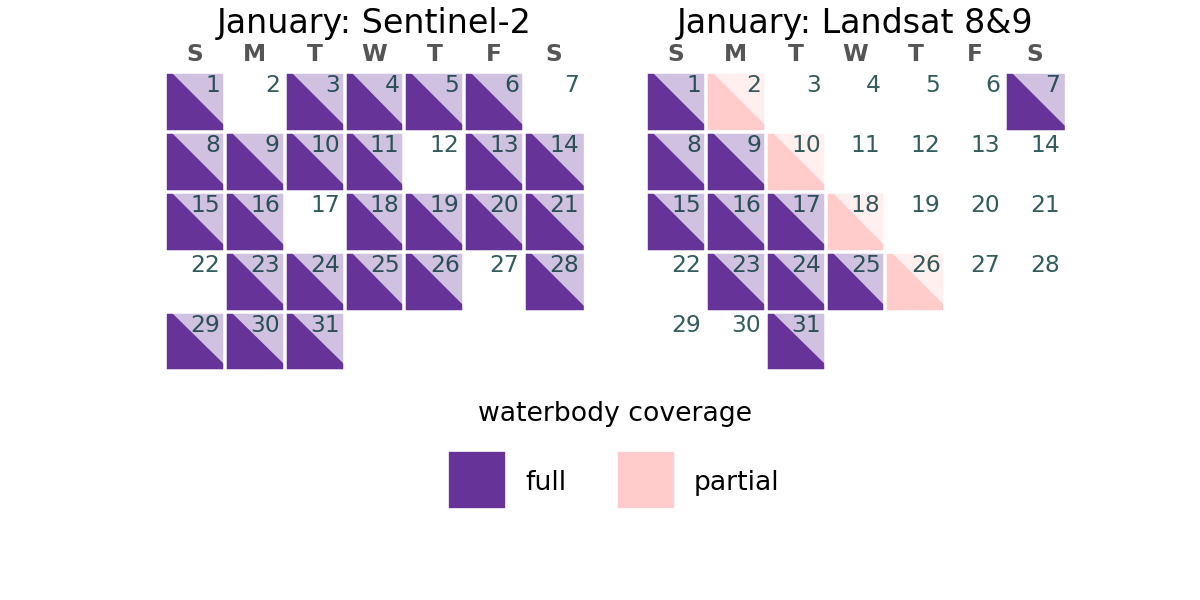 January: Sentinel-2
S M T W T F S
1 2 3 4 5 6 7
8 9 10 11 12 13 14
15 16 17 18 19 20 21
22 23 24 25 26 27 28
29 30 31
January: Landsat 8&9
S M T W T F S
1 2 3 4 5 6 7
8 9 10 11 12 13 14
15 16 17 18 19 20 21
22 23 24 25 26 27 28
29 30 31
waterbody coverage
full partial